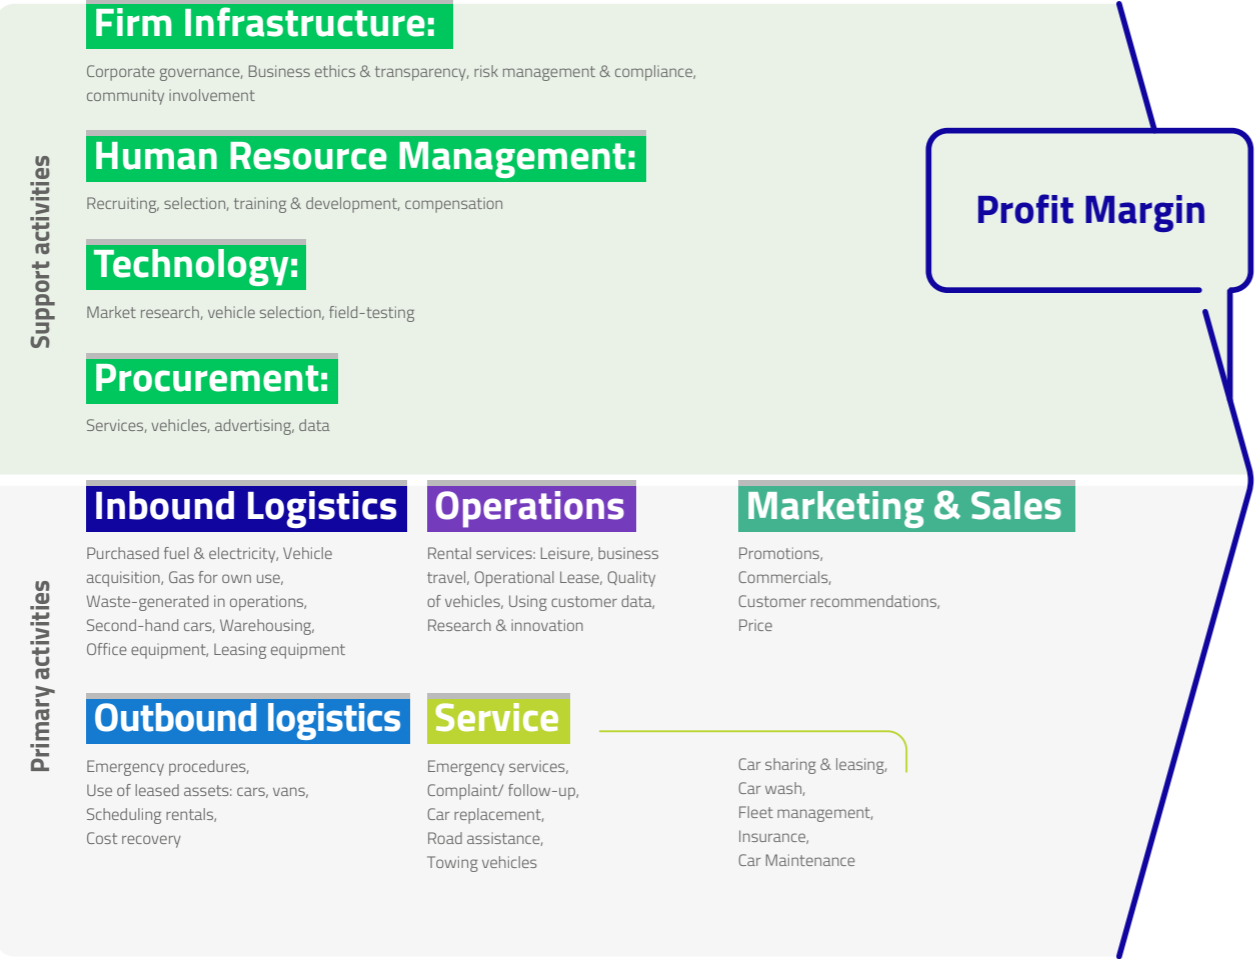 Firm Infrastructure:
Corporate governance, Business ethics & transparency, risk management & compliance,
community involvement
Human Resource Management:
Recruiting, selection, training & development, compensation
Technology:
Market research, vehicle selection, field-testing
Procurement:
Services, vehicles, advertising, data
Support activities
Profit Margin
Primary activities
Inbound Logistics
Purchased fuel & electricity, Vehicle
acquisition, Gas for own use,
Waste-generated in operations,
Second-hand cars, Warehousing,
Office equipment, Leasing equipment
Operations
Rental services: Leisure, business
travel, Operational Lease, Quality
of vehicles, Using customer data,
Research & innovation
Marketing & Sales
Promotions,
Commercials,
Customer recommendations,
Price
Outbound logistics
Emergency procedures,
Use of leased assets: cars, vans,
Scheduling rentals,
Cost recovery
Service
Emergency services,
Complaint/ follow-up,
Car replacement,
Road assistance,
Towing vehicles
Car sharing & leasing,
Car wash,
Fleet management,
Insurance,
Car Maintenance